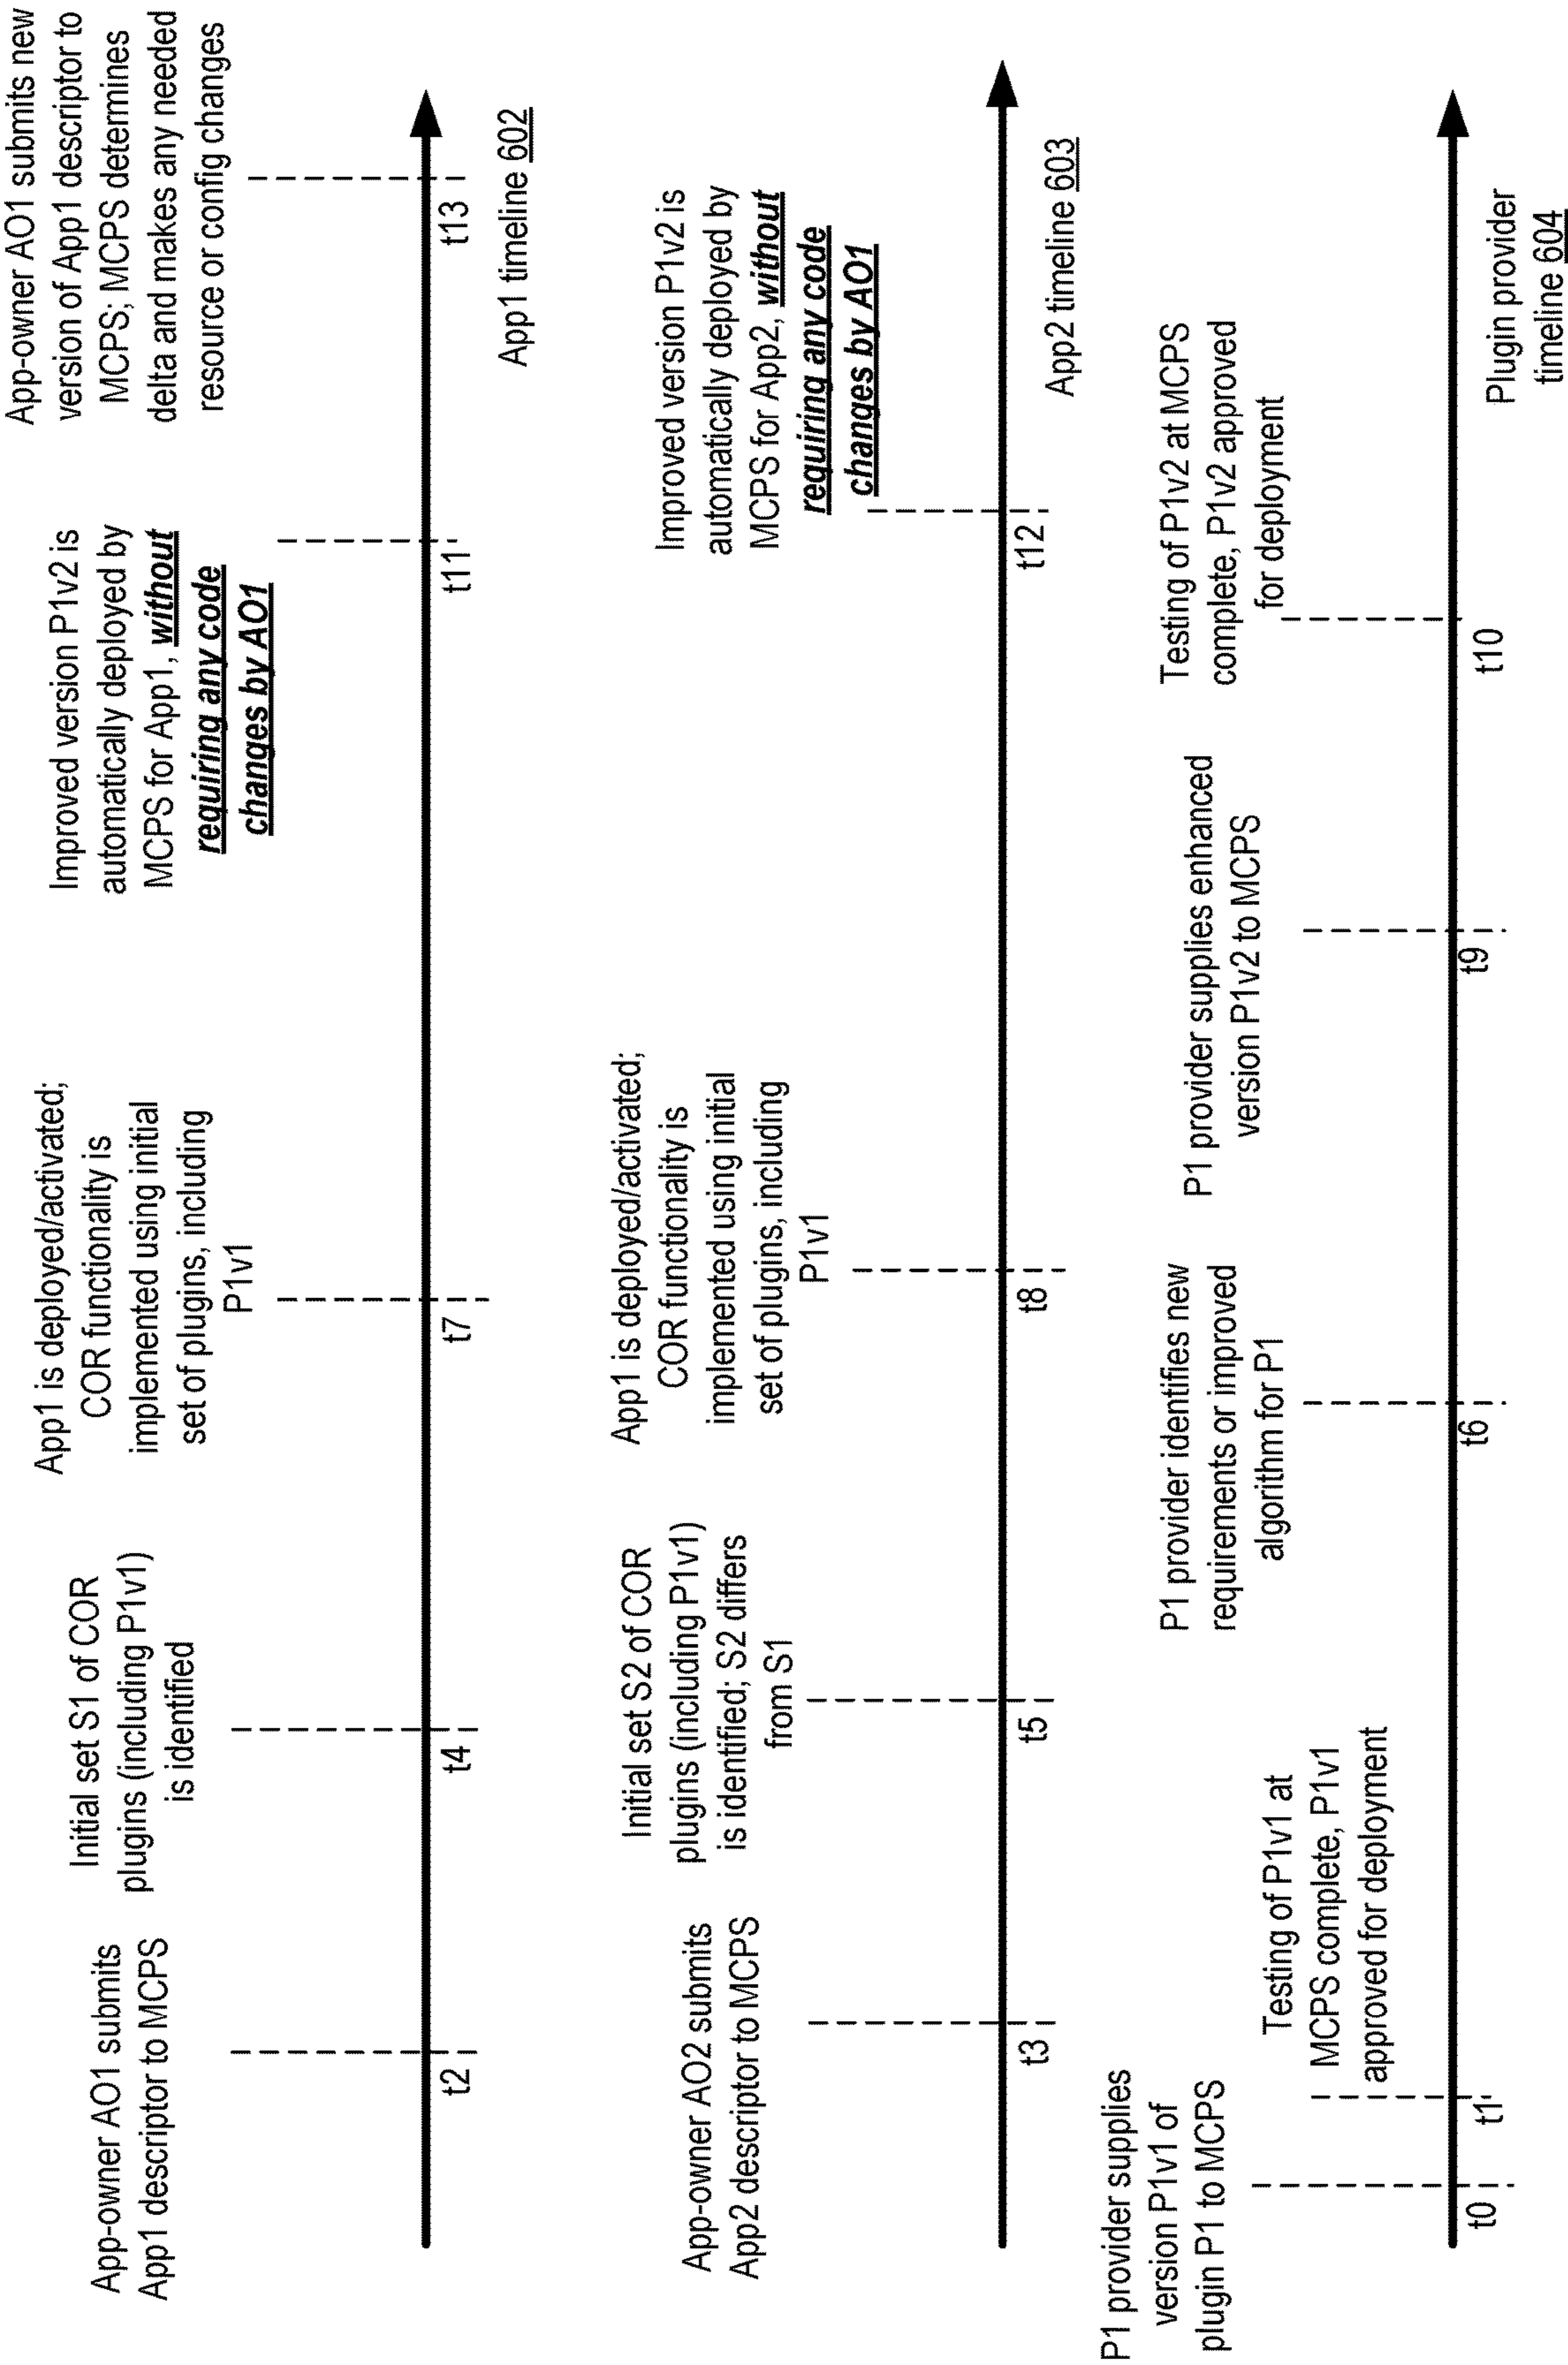 App-owner AO1 submits
App1 descriptor to MCPS
t2
Initial set S1 of COR
plugins (including P1v1)
is identified
t4
App1 is deployed/activated;
COR functionality is
implemented using initial
set of plugins, including
P1v1
t7
Improved version P1v2 is
automatically deployed by
MCPS for App1, without
requiring any code
changes by AO1
t11
App-owner AO1 submits new
version of App1 descriptor to
MCPS; MCPS determines
delta and makes any needed
resource or config changes
t13
App1 timeline 602
App-owner AO2 submits
App2 descriptor to MCPS
t3
Initial set S2 of COR
plugins (including P1v1)
is identified; S2 differs
from S1
t5
App1 is deployed/activated;
COR functionality is
implemented using initial
set of plugins, including
P1v1
t8
Improved version P1v2 is
automatically deployed by
MCPS for App2, without
requiring any code
changes by AO1
t12
App2 timeline 603
P1 provider supplies
version P1v1 of
plugin P1 to MCPS
t0
Testing of P1v1 at
MCPS complete, P1v1
approved for deployment
t1'
P1 provider identifies new
requirements or improved
algorithm for P1
t6
P1 provider supplies enhanced
version P1v2 to MCPS
t9
Testing of P1v2 at MCPS
complete, P1v2 approved
for deployment
t10
Plugin provider
timeline 604